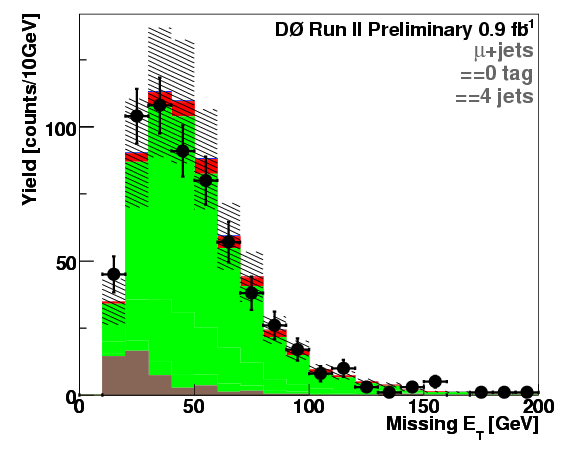 DØ Run II Preliminary 0.9 fb-1
μ+jets
==0 tag
==4 jets
Yield [counts/10GeV]
100
50
0
0 50 100 150 200
Missing ET [GeV]